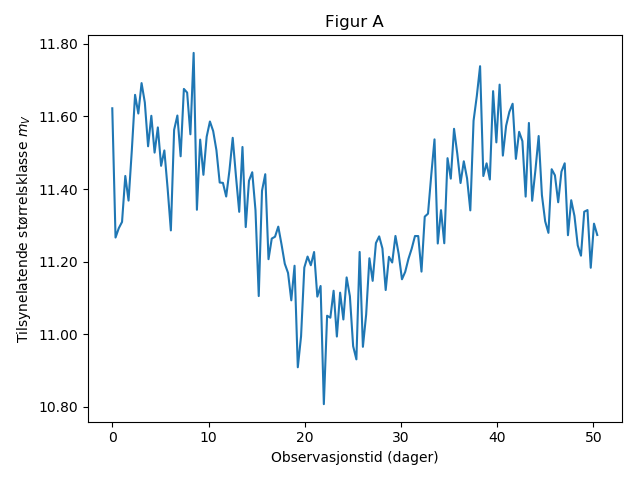 Figur A
Tilsynelatende størrelsklasse m_V
11.80
11.60
11.40
11.20
11.00
10.80
0 10 20 30 40 50
Observasjonstid (dager)